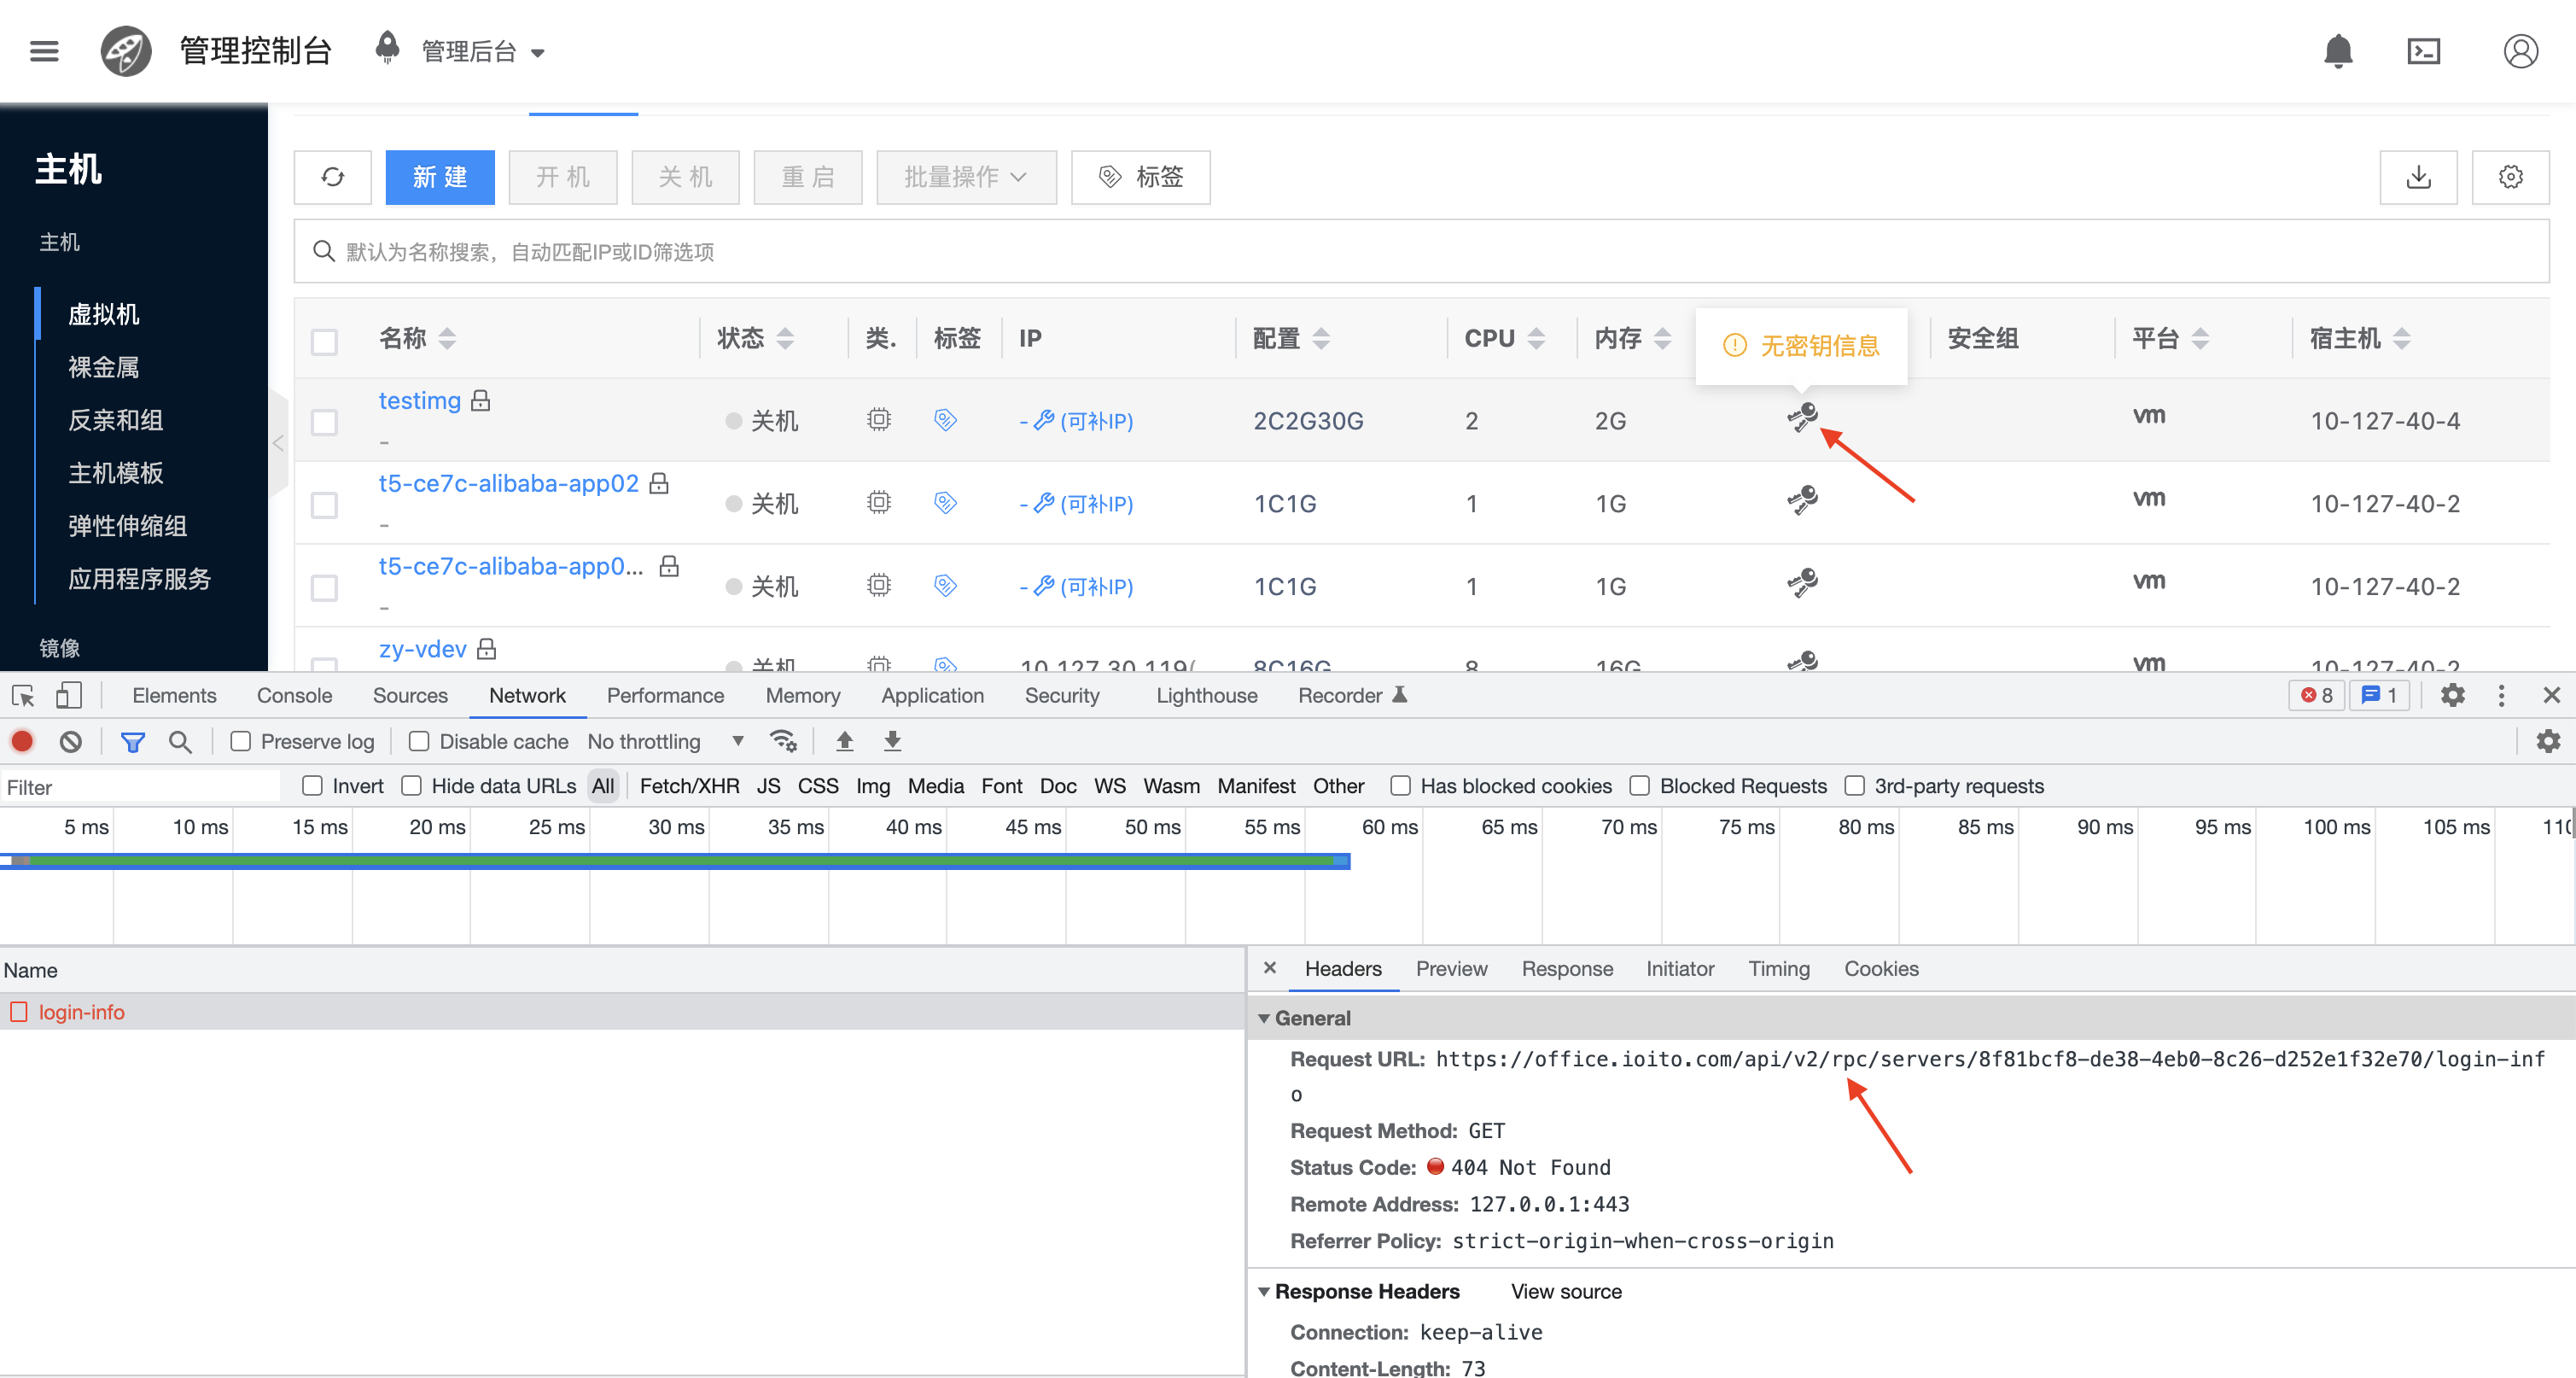 管理控制台 管理后台
主机
主机
虚拟机
裸金属
反亲和组
主机模板
弹性伸缩组
应用程序服务
镜像
新 建 开 机 关 机 重 启 批量操作 标签
默认为名称搜索，自动匹配IP或ID筛选项
名称 状态 类. 标签 IP 配置 CPU 内存 无密钥信息 安全组 平台 宿主机
testimg 关机 - (可补IP) 2C2G30G 2 2G vm 10-127-40-4
-
t5-ce7c-alibaba-app02 关机 - (可补IP) 1C1G 1 1G vm 10-127-40-2
-
t5-ce7c-alibaba-app0... 关机 - (可补IP) 1C1G 1 1G vm 10-127-40-2
-
zy-vdev 关机 10.127.30.119( 8C16G 8 16G vm 10-127-40-2
Elements Console Sources Network Performance Memory Application Security Lighthouse Recorder 8 1
Preserve log Disable cache No throttling
Filter Invert Hide data URLs All Fetch/XHR JS CSS Img Media Font Doc WS Wasm Manifest Other Has blocked cookies Blocked Requests 3rd-party requests
5 ms 10 ms 15 ms 20 ms 25 ms 30 ms 35 ms 40 ms 45 ms 50 ms 55 ms 60 ms 65 ms 70 ms 75 ms 80 ms 85 ms 90 ms 95 ms 100 ms 105 ms
Name
login-info
Headers Preview Response Initiator Timing Cookies
General
Request URL: https://office.ioito.com/api/v2/rpc/servers/8f81bcf8-de38-4eb0-8c26-d252e1f32e70/login-inf
o
Request Method: GET
Status Code: 404 Not Found
Remote Address: 127.0.0.1:443
Referrer Policy: strict-origin-when-cross-origin
Response Headers View source
Connection: keep-alive
Content-Length: 73